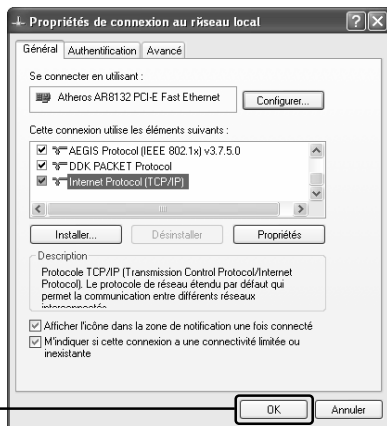 Propriétés de connexion au réseau local
Général Authentification Avancé
Se connecter en utilisant :
Atheros AR8132 PCI-E Fast Ethernet Configurer...
Cette connexion utilise les éléments suivants :
AEGIS Protocol (IEEE 802.1x) v3.7.5.0
DDK PACKET Protocol
Internet Protocol (TCP/IP)
Installer... Désinstaller Propriétés
Description
Protocole TCP/IP (Transmission Control Protocol/Internet
Protocol). Le protocole de réseau étendu par défaut qui
permet la communication entre différents réseaux
interconnectés.
Afficher l'icône dans la zone de notification une fois connecté
M'indiquer si cette connexion a une connectivité limitée ou
inexistante
OK Annuler